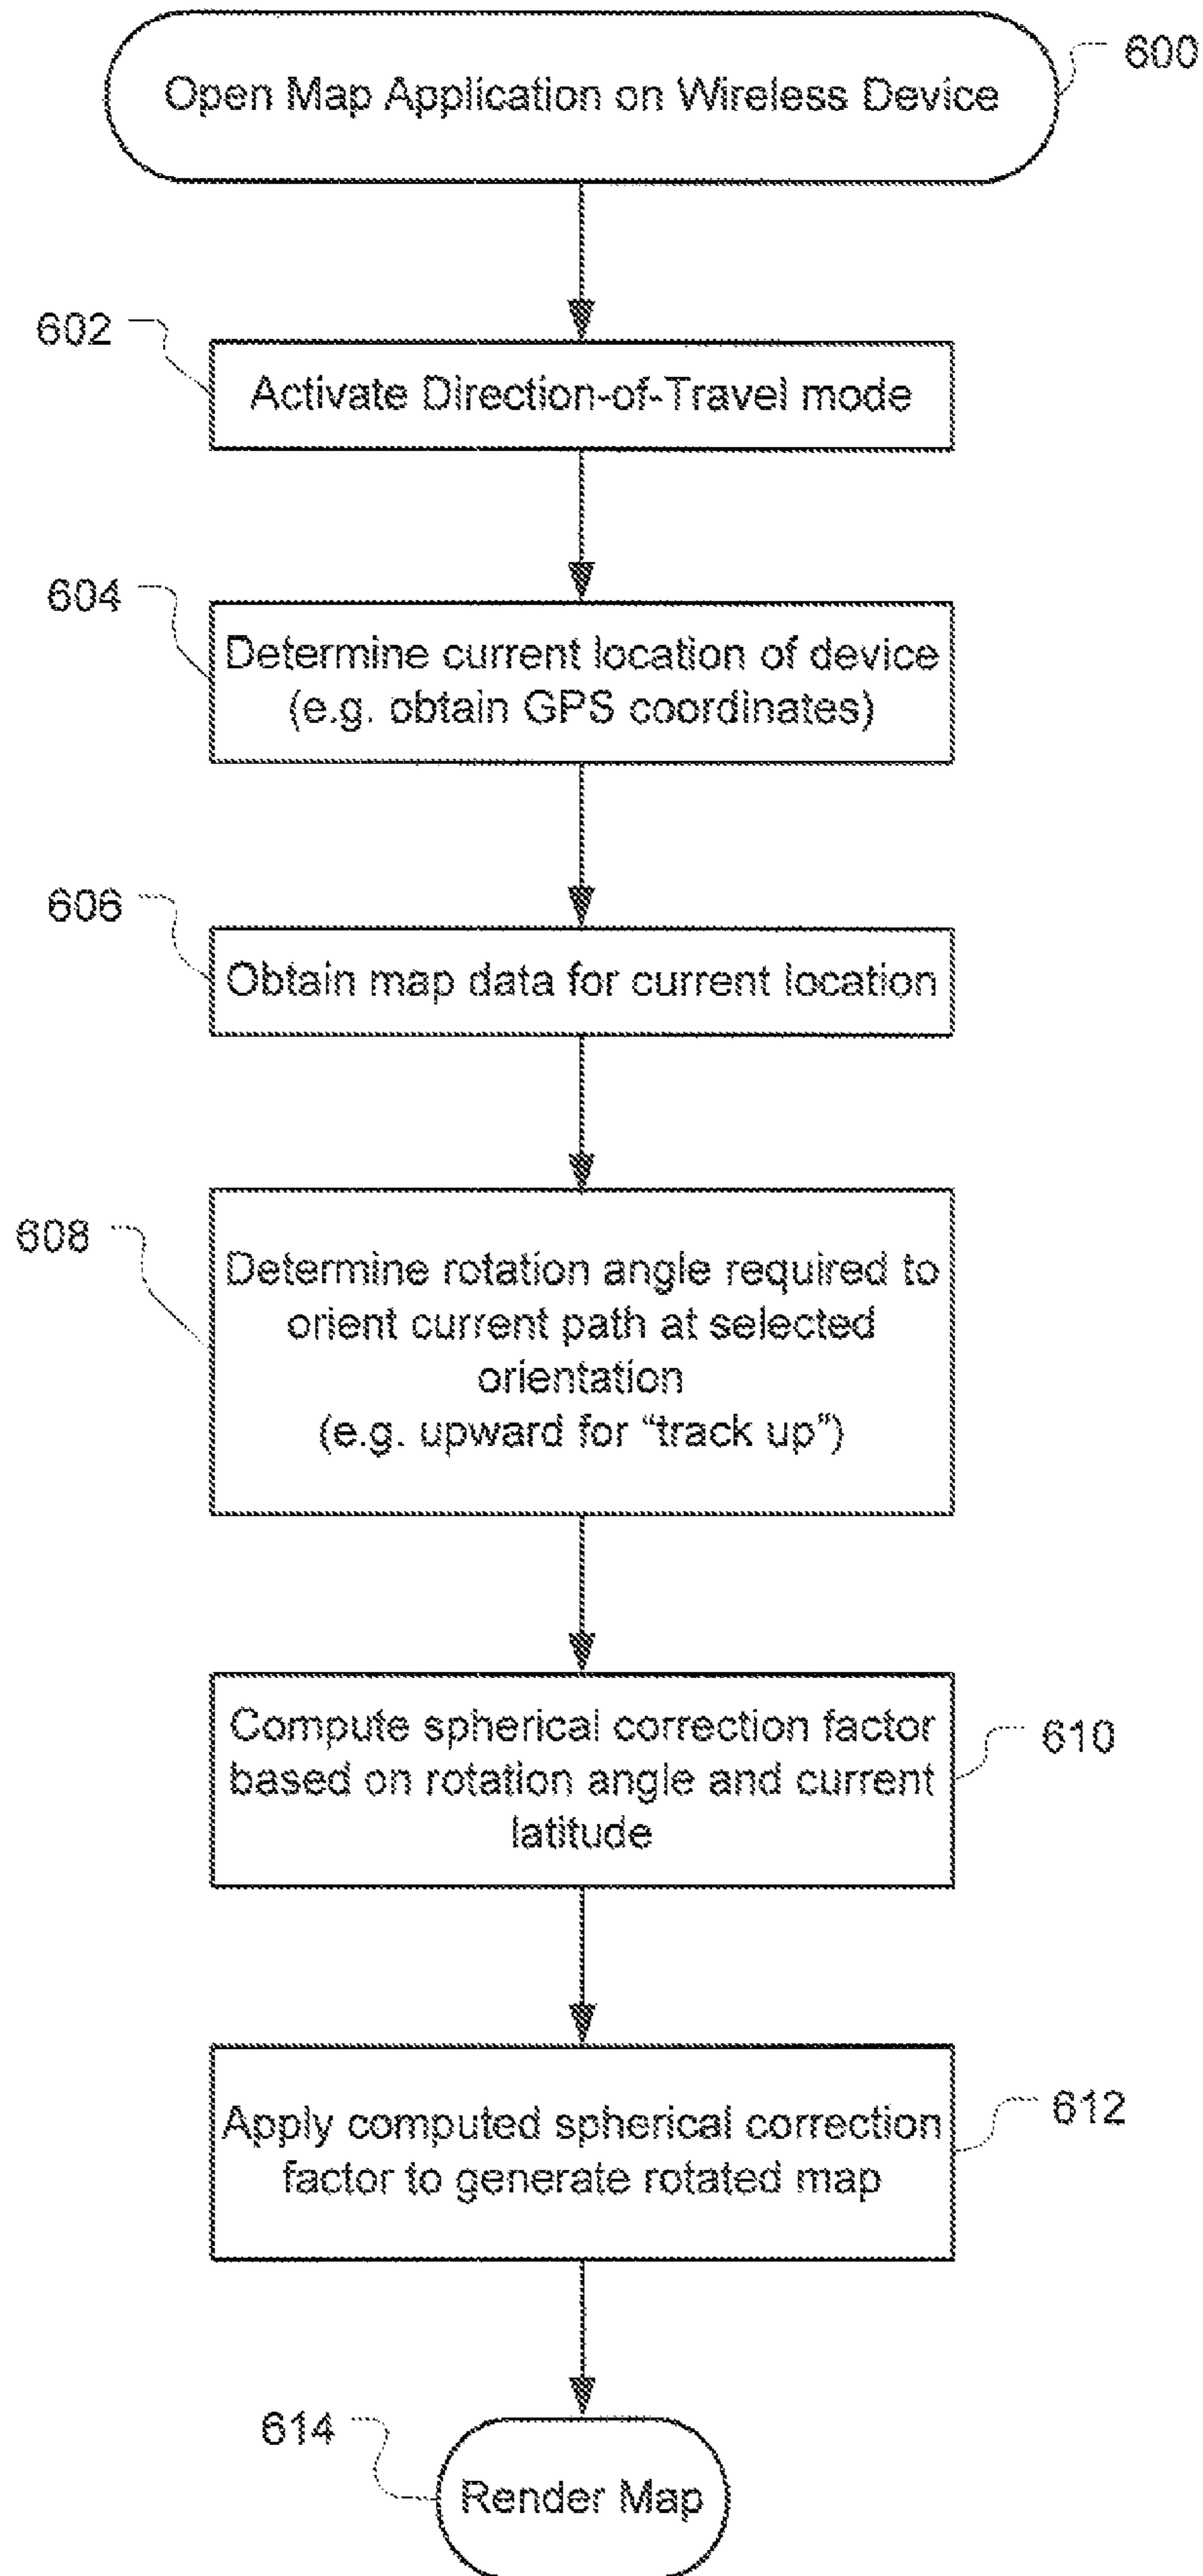 Open Map Application on Wireless Device
600
602
Activate Direction-of-Travel mode
604
Determine current location of device
(e.g. obtain GPS coordinates)
606
Obtain map data for current location
608
Determine rotation angle required to
orient current path at selected
orientation
(e.g. upward for “track up”)
Compute spherical correction factor
based on rotation angle and current
latitude
610
Apply computed spherical correction
factor to generate rotated map
612
614
Render Map